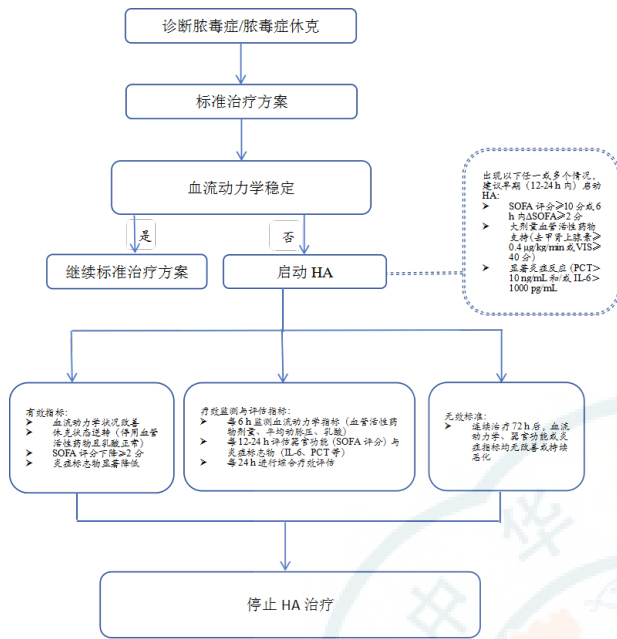 诊断脓毒症/脓毒症休克
标准治疗方案
血流动力学稳定
是
否
继续标准治疗方案
启动 HA
出现以下任一或多个情况，
建议早期（12-24 h 内）启动
HA:
➤ SOFA 评分≥10 分或 6
h 内ΔSOFA≥2 分
➤ 大剂量血管活性药物
支持(去甲肾上腺素≥
0.4 μg/kg/min 或 VIS≥
40 分)
➤ 显著炎症反应 (PCT>
10 ng/mL 和/或 IL-6>
1000 pg/mL
有效指标:
➤ 血流动力学状况改善
➤ 休克状态逆转（停用血管
活性药物且乳酸正常）
➤ SOFA 评分下降≥2 分
➤ 炎症标志物显著降低
疗效监测与评估指标:
➤ 每 6 h 监测血流动力学指标（血管活性药
物剂量、平均动脉压、乳酸）
➤ 每 12-24 h 评估器官功能（SOFA 评分）与
炎症标志物（IL-6、PCT 等）
➤ 每 24 h 进行综合疗效评估
无效标准:
➤ 连续治疗 72 h 后，血流
动力学、器官功能或炎
症指标均无改善或持续
恶化
停止 HA 治疗
中华